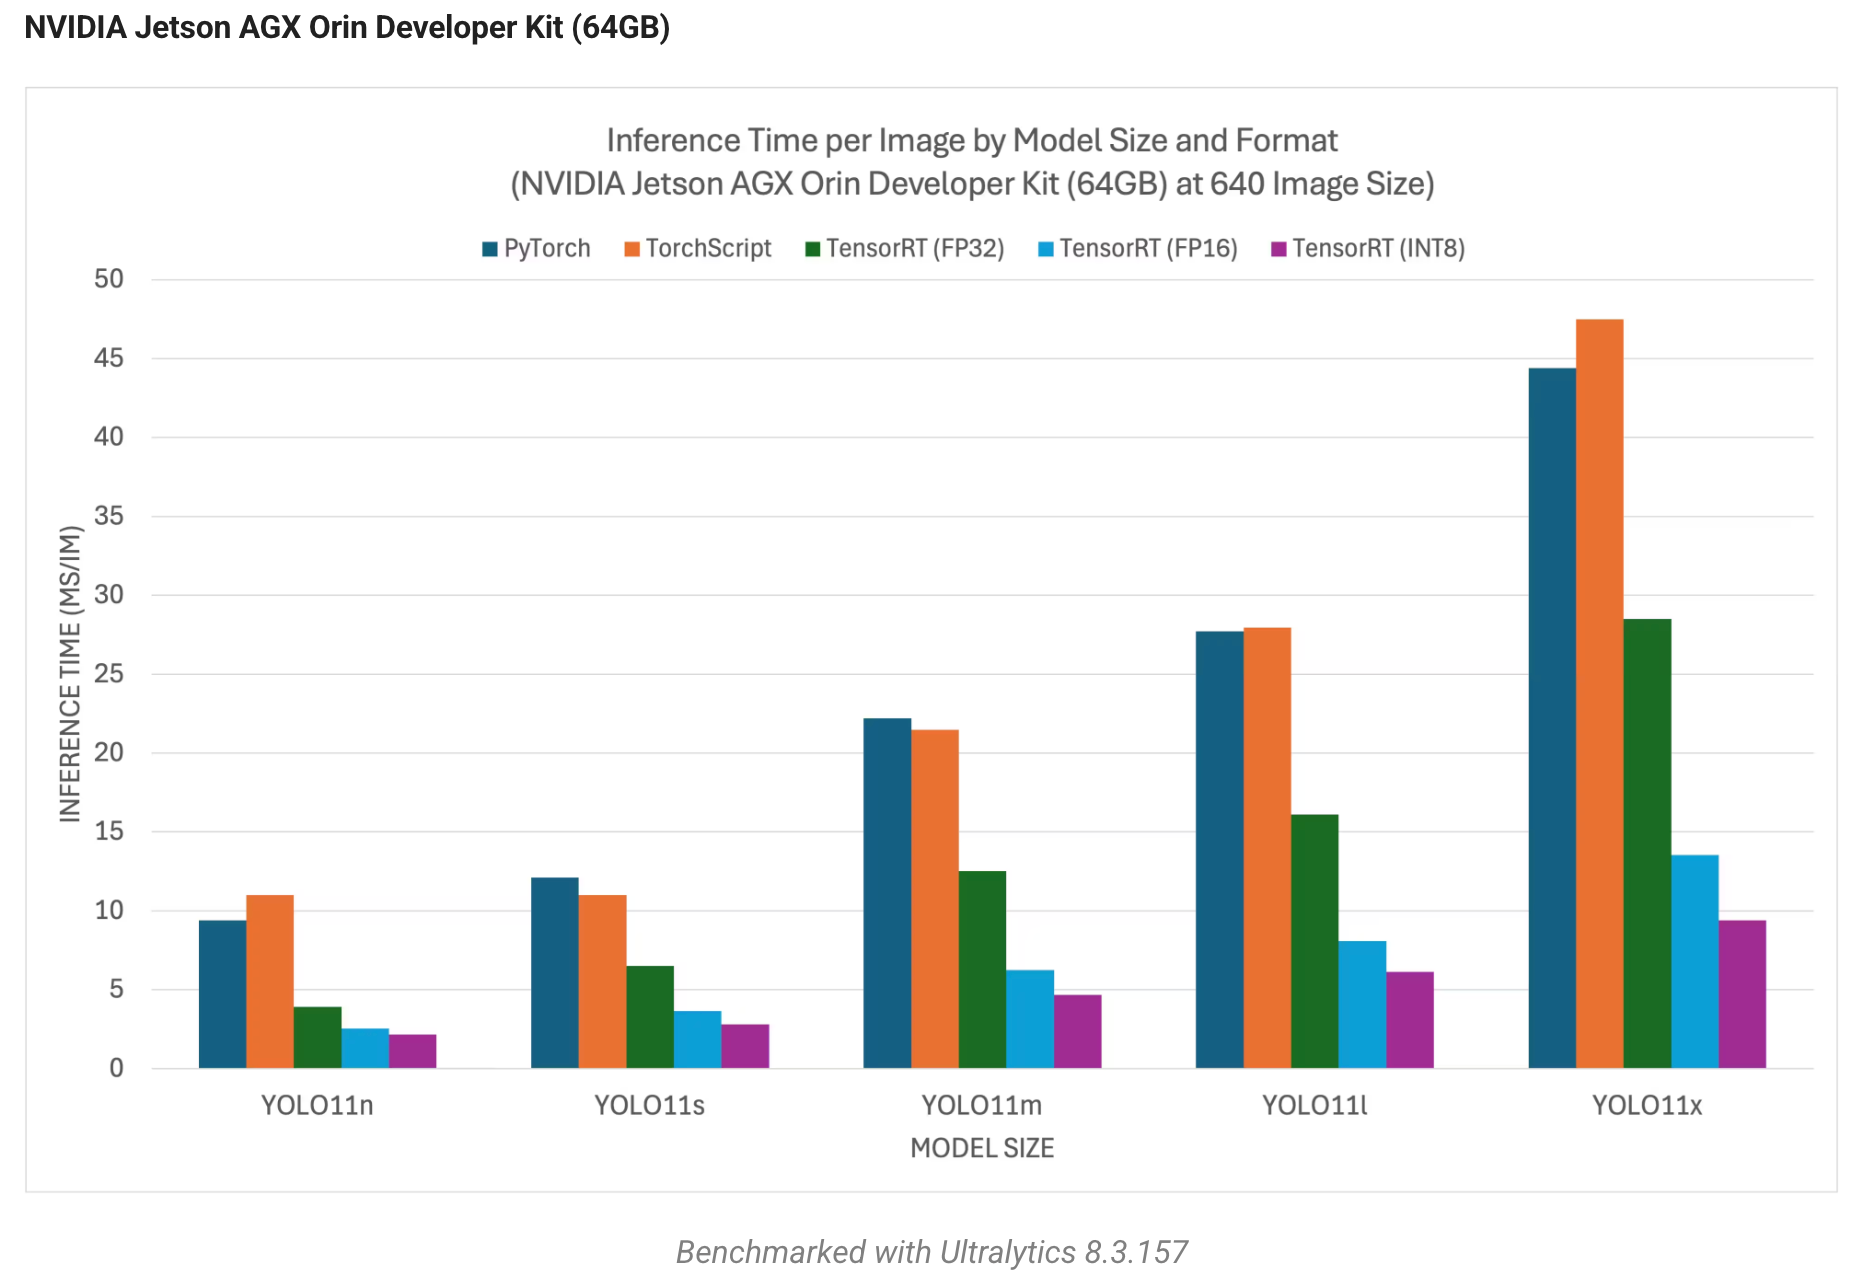 NVIDIA Jetson AGX Orin Developer Kit (64GB)
Inference Time per Image by Model Size and Format
(NVIDIA Jetson AGX Orin Developer Kit (64GB) at 640 Image Size)
PyTorch TorchScript TensorRT (FP32) TensorRT (FP16) TensorRT (INT8)
INFERENCE TIME (MS/IM)
50
45
40
35
30
25
20
15
10
5
0
YOLO11n YOLO11s YOLO11m YOLO11l YOLO11x
MODEL SIZE
Benchmarked with Ultralytics 8.3.157